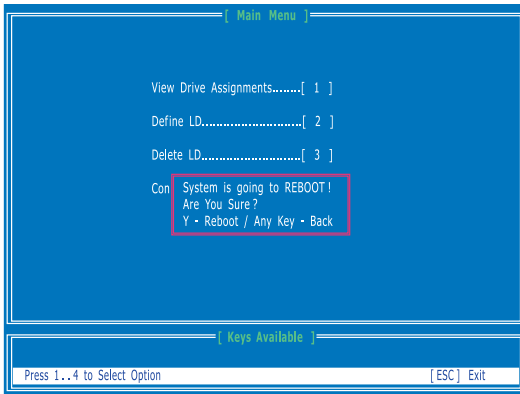 [ Main Menu ]
View Drive Assignments........[ 1 ]
Define LD............................[ 2 ]
Delete LD............................[ 3 ]
Con
System is going to REBOOT!
Are You Sure?
Y - Reboot / Any Key - Back
[ Keys Available ]
Press 1..4 to Select Option [ESC] Exit